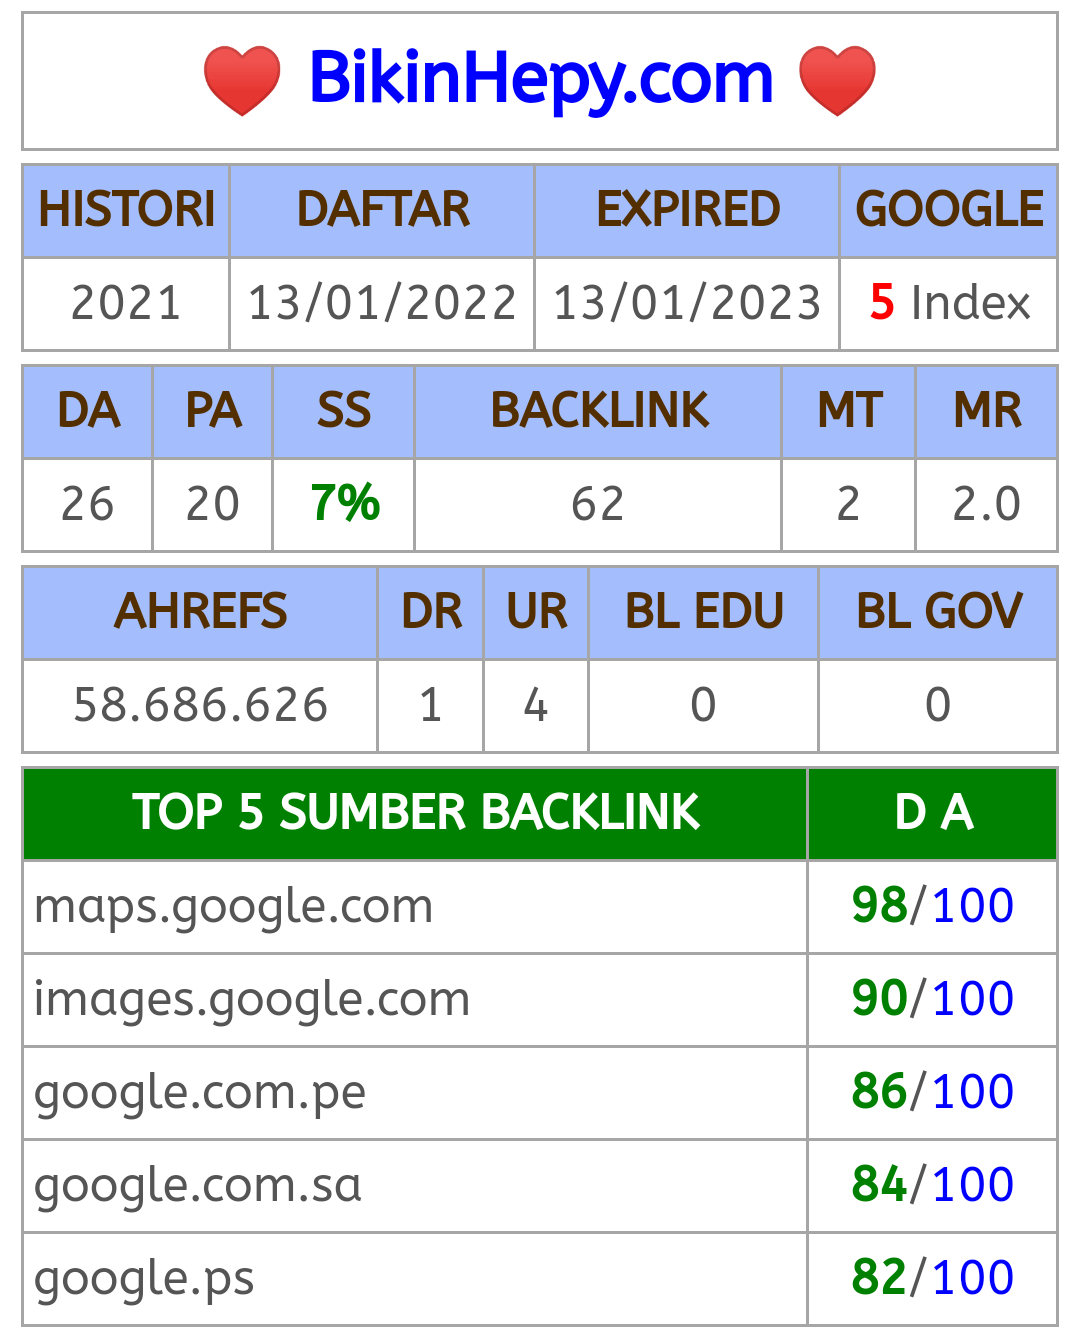 ❤️ BikinHepy.com ❤️
HISTORI DAFTAR EXPIRED GOOGLE
2021 13/01/2022 13/01/2023 5 Index
DA PA SS BACKLINK MT MR
26 20 7% 62 2 2.0
AHREFS DR UR BL EDU BL GOV
58.686.626 1 4 0 0
TOP 5 SUMBER BACKLINK D A
maps.google.com 98/100
images.google.com 90/100
google.com.pe 86/100
google.com.sa 84/100
google.ps 82/100